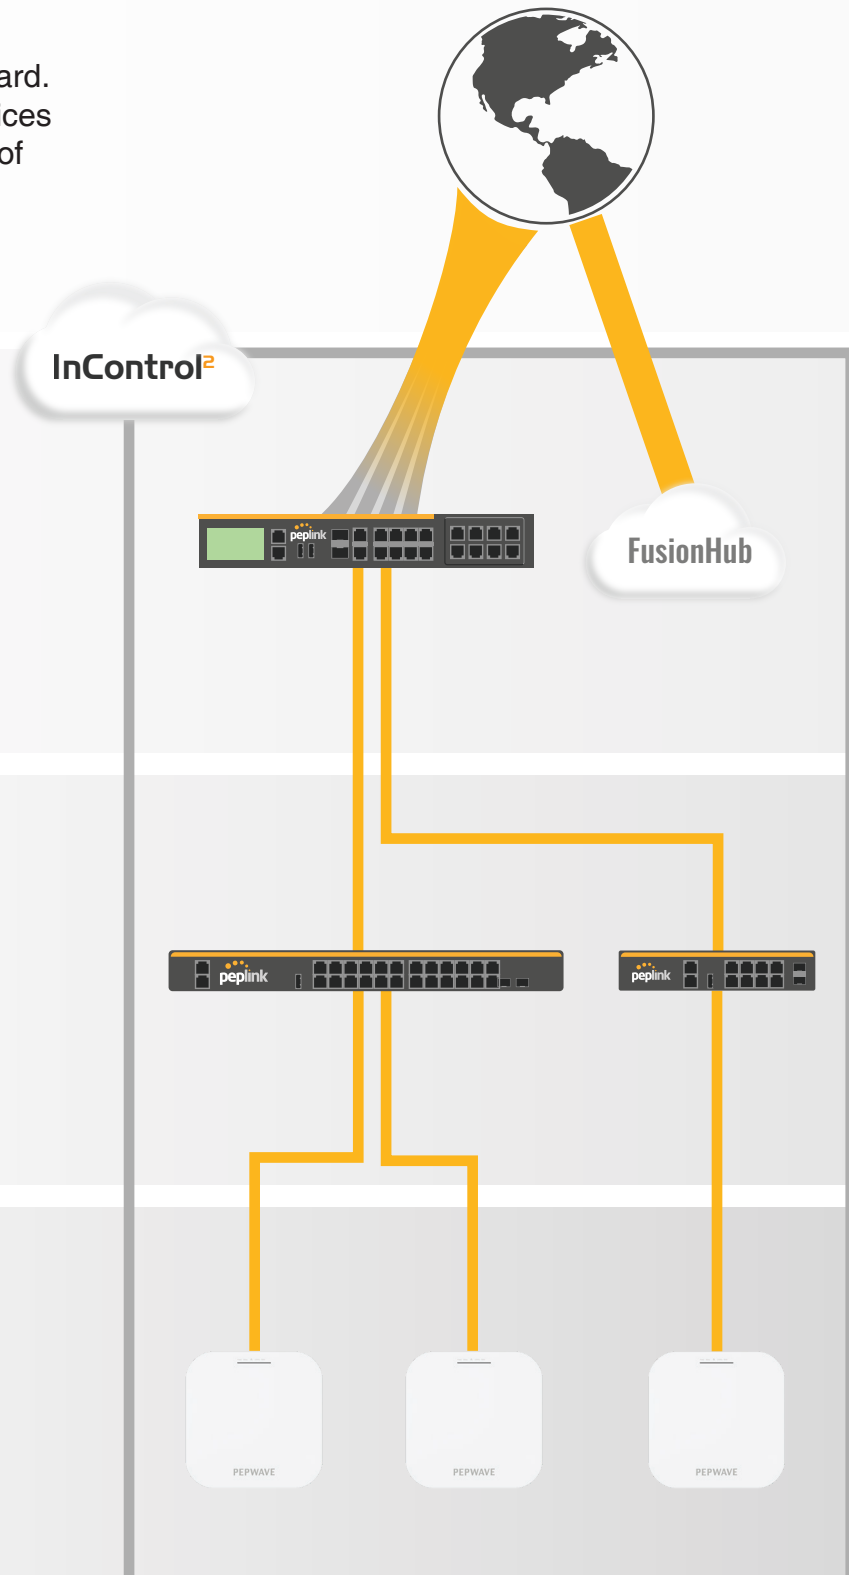 ard.
ices
of
InControl²
peplink
FusionHub
peplink
peplink
PEPWAVE
PEPWAVE
PEPWAVE